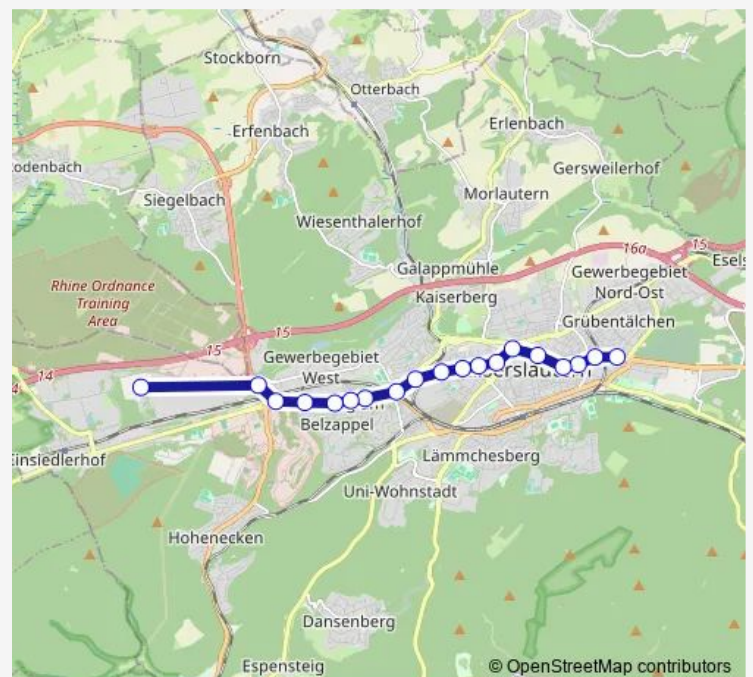 Stockborn
Otterbach
Erfenbach
Erlenbach
odenbach
Gersweilerhof
Siegelbach
Morlautern
Wiesenthalerhof
16a
15
Galappmühle
Esels
Rhine Ordnance
Training
Area
Kaiserberg
Gewerbegebiet
Nord-Ost
15
Grübentälchen
15
14
Gewerbegebiet
West
Belzappel
Einsiedlerhof
Lämmchesberg
Uni-Wohnstadt
Hohenecken
Dansenberg
Espensteig
© OpenStreetMap contributors